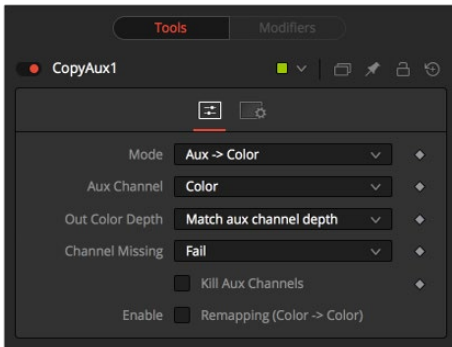 Tools Modifiers
CopyAux1
Mode Aux -> Color
Aux Channel Color
Out Color Depth Match aux channel depth
Channel Missing Fail
Kill Aux Channels
Enable Remapping (Color -> Color)